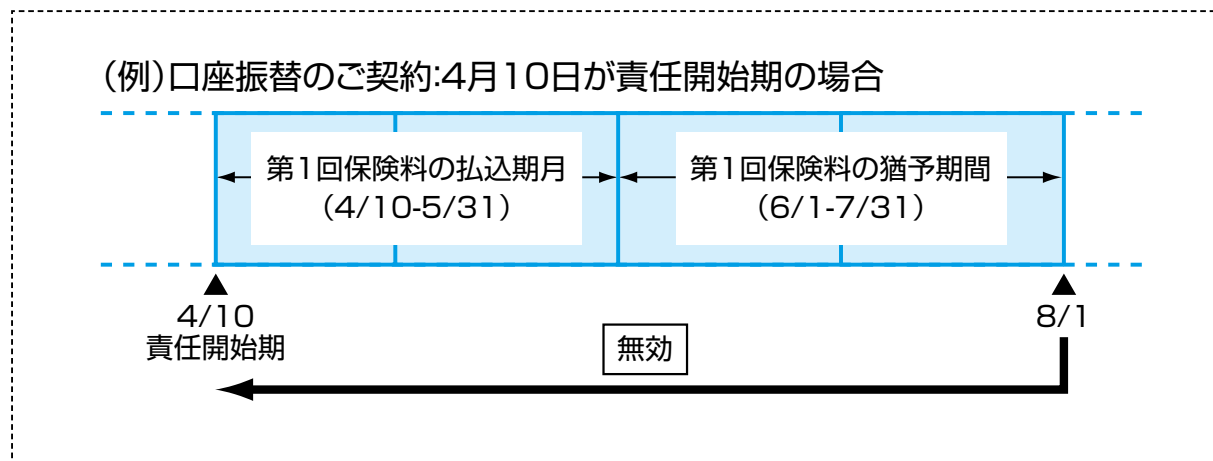 (例)口座振替のご契約:4月10日が責任開始期の場合
第1回保険料の払込期月
(4/10-5/31)
第1回保険料の猶予期間
(6/1-7/31)
4/10
責任開始期
8/1
無効